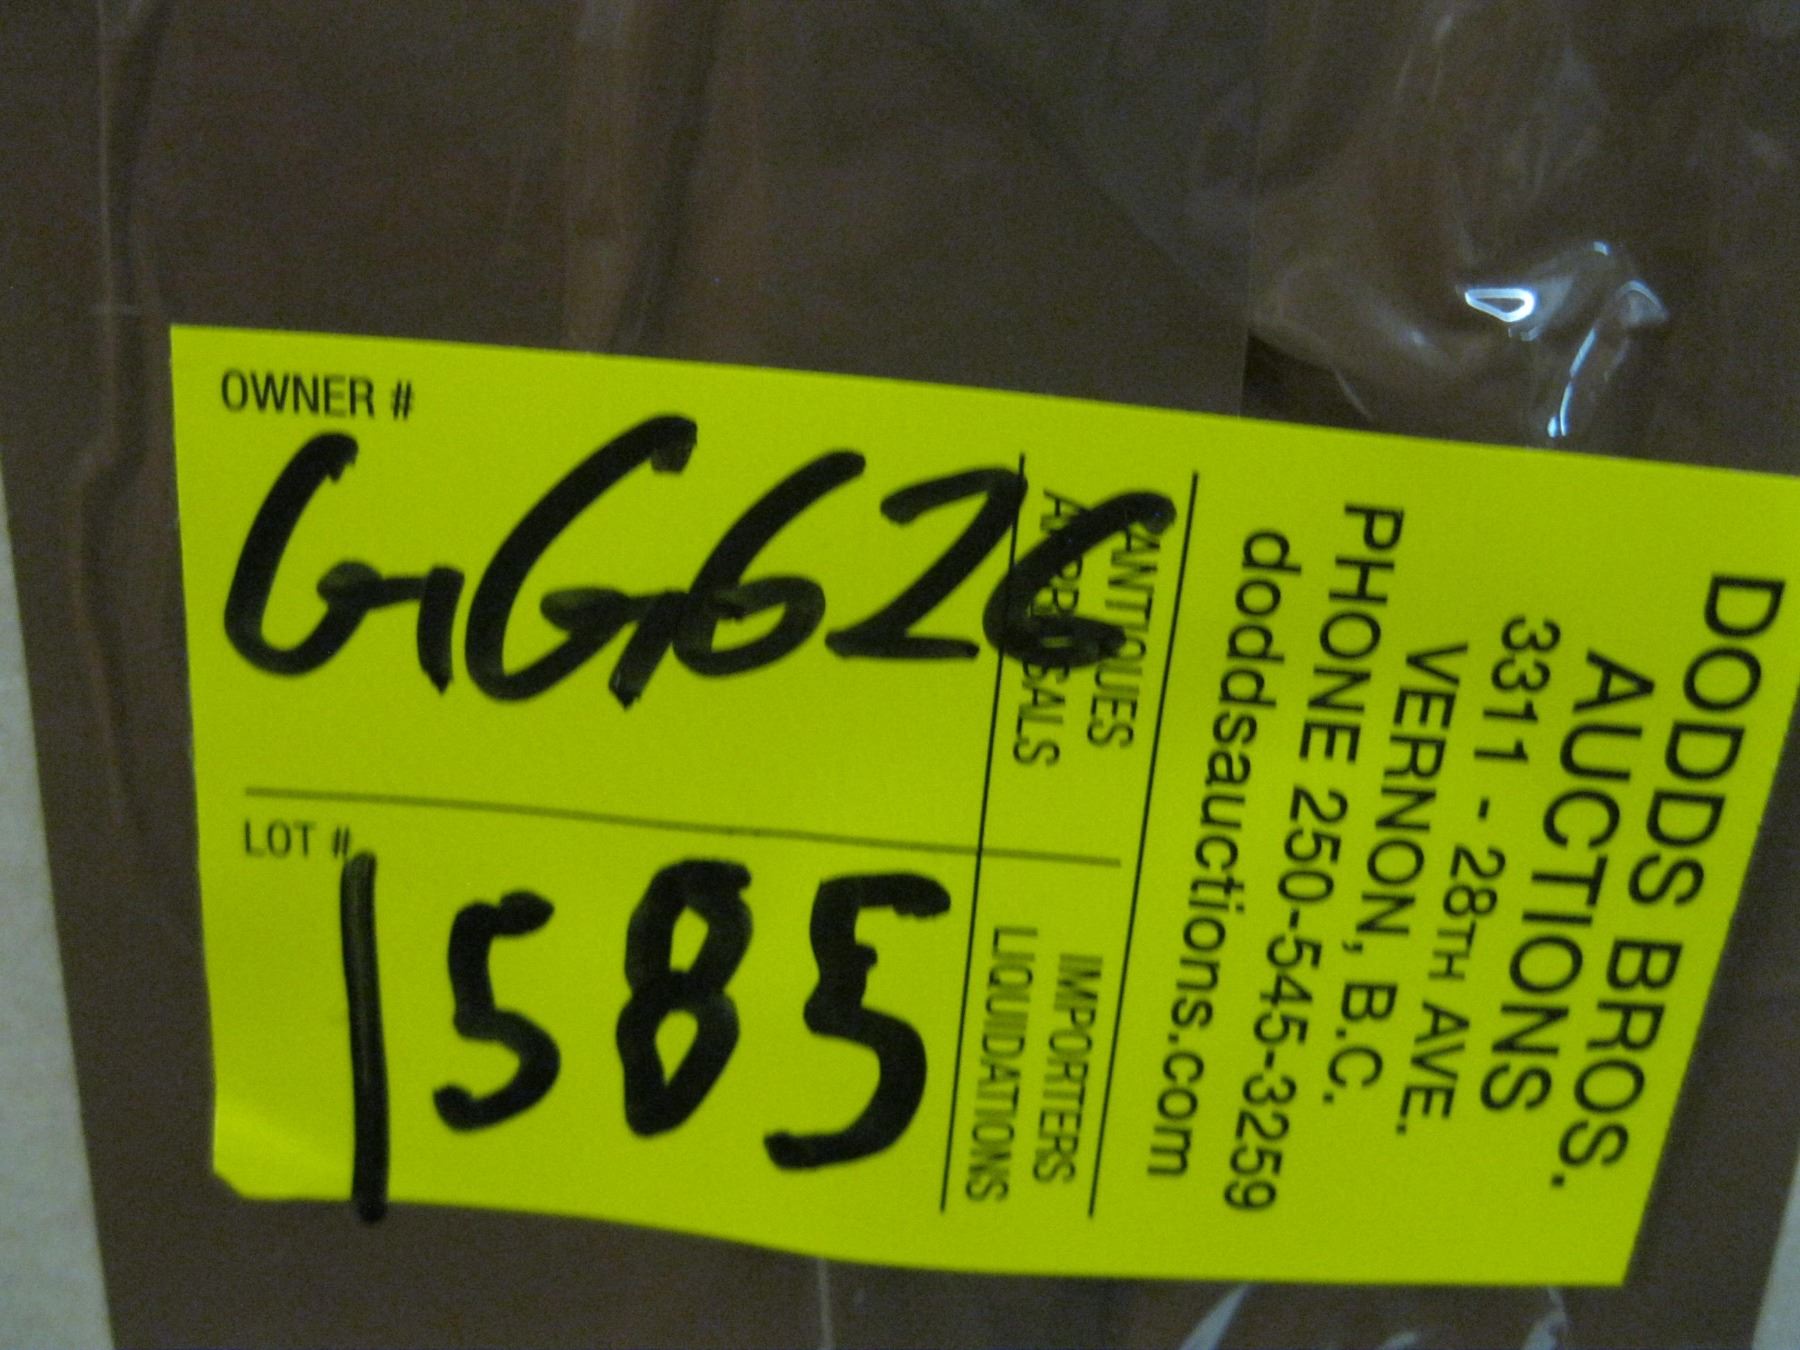 OWNER #
GG626
LOT #
1585
ANTIQUES
APPRAISALS
IMPORTERS
LIQUIDATIONS
DODDS BROS.
AUCTIONS
3311 - 28TH AVE.
VERNON, B.C.
PHONE 250-545-3259
doddsauctions.com